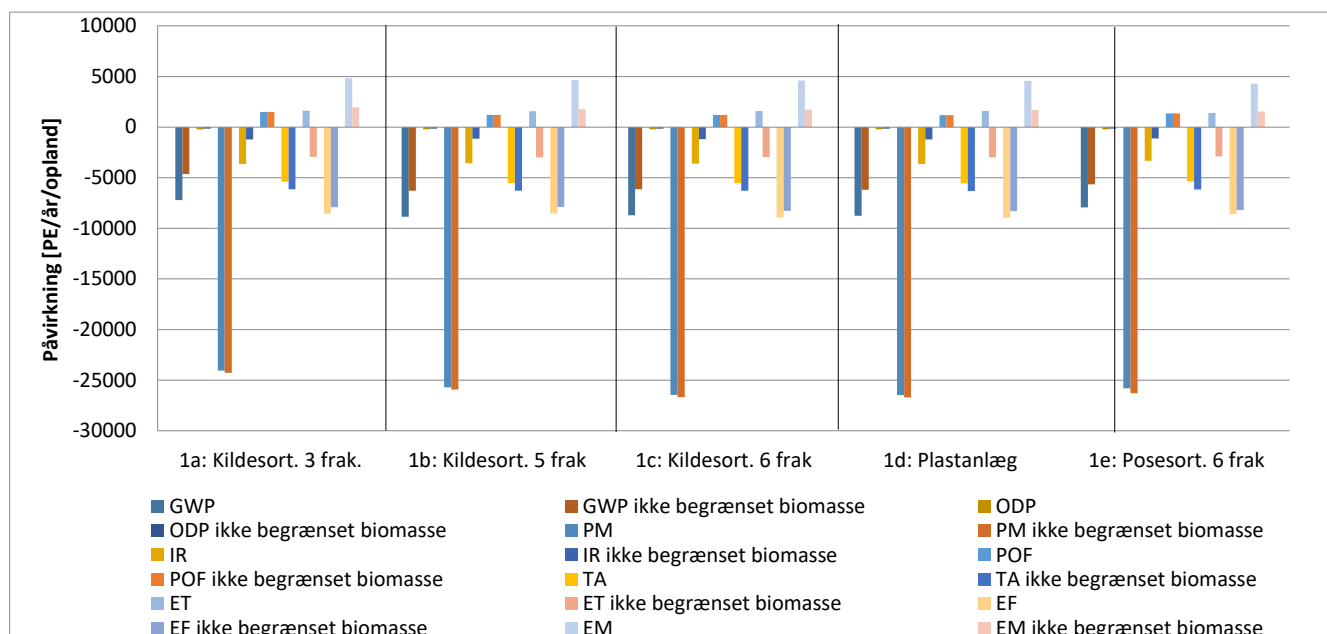 10000
5000
0
-5000
-10000
-15000
-20000
-25000
-30000
Påvirkning [PE/år/opland]
1a: Kildesort. 3 frak.
1b: Kildesort. 5 frak
1c: Kildesort. 6 frak
1d: Plastanlæg
1e: Posesort. 6 frak
GWP
GWP ikke begrænset biomasse
ODP
ODP ikke begrænset biomasse
PM
PM ikke begrænset biomasse
IR
IR ikke begrænset biomasse
POF
POF ikke begrænset biomasse
TA
TA ikke begrænset biomasse
ET
ET ikke begrænset biomasse
EF
EF ikke begrænset biomasse
EM
EM ikke begrænset biomasse